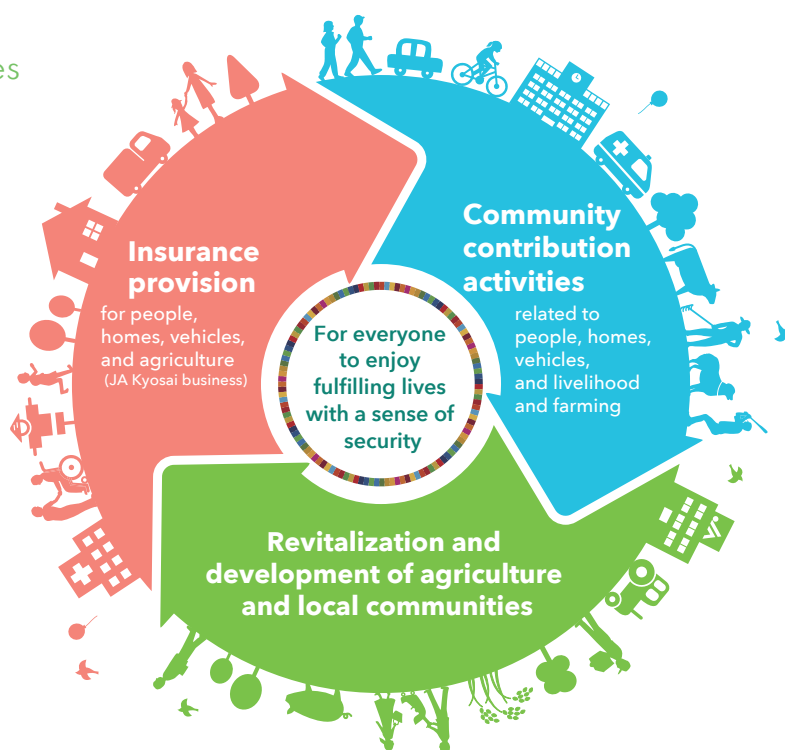 es
Insurance
provision
for people,
homes, vehicles,
and agriculture
(JA Kyosai business)
Community
contribution
activities
related to
people, homes,
vehicles,
and livelihood
and farming
For everyone
to enjoy
fulfilling lives
with a sense of
security
Revitalization and
development of agriculture
and local communities